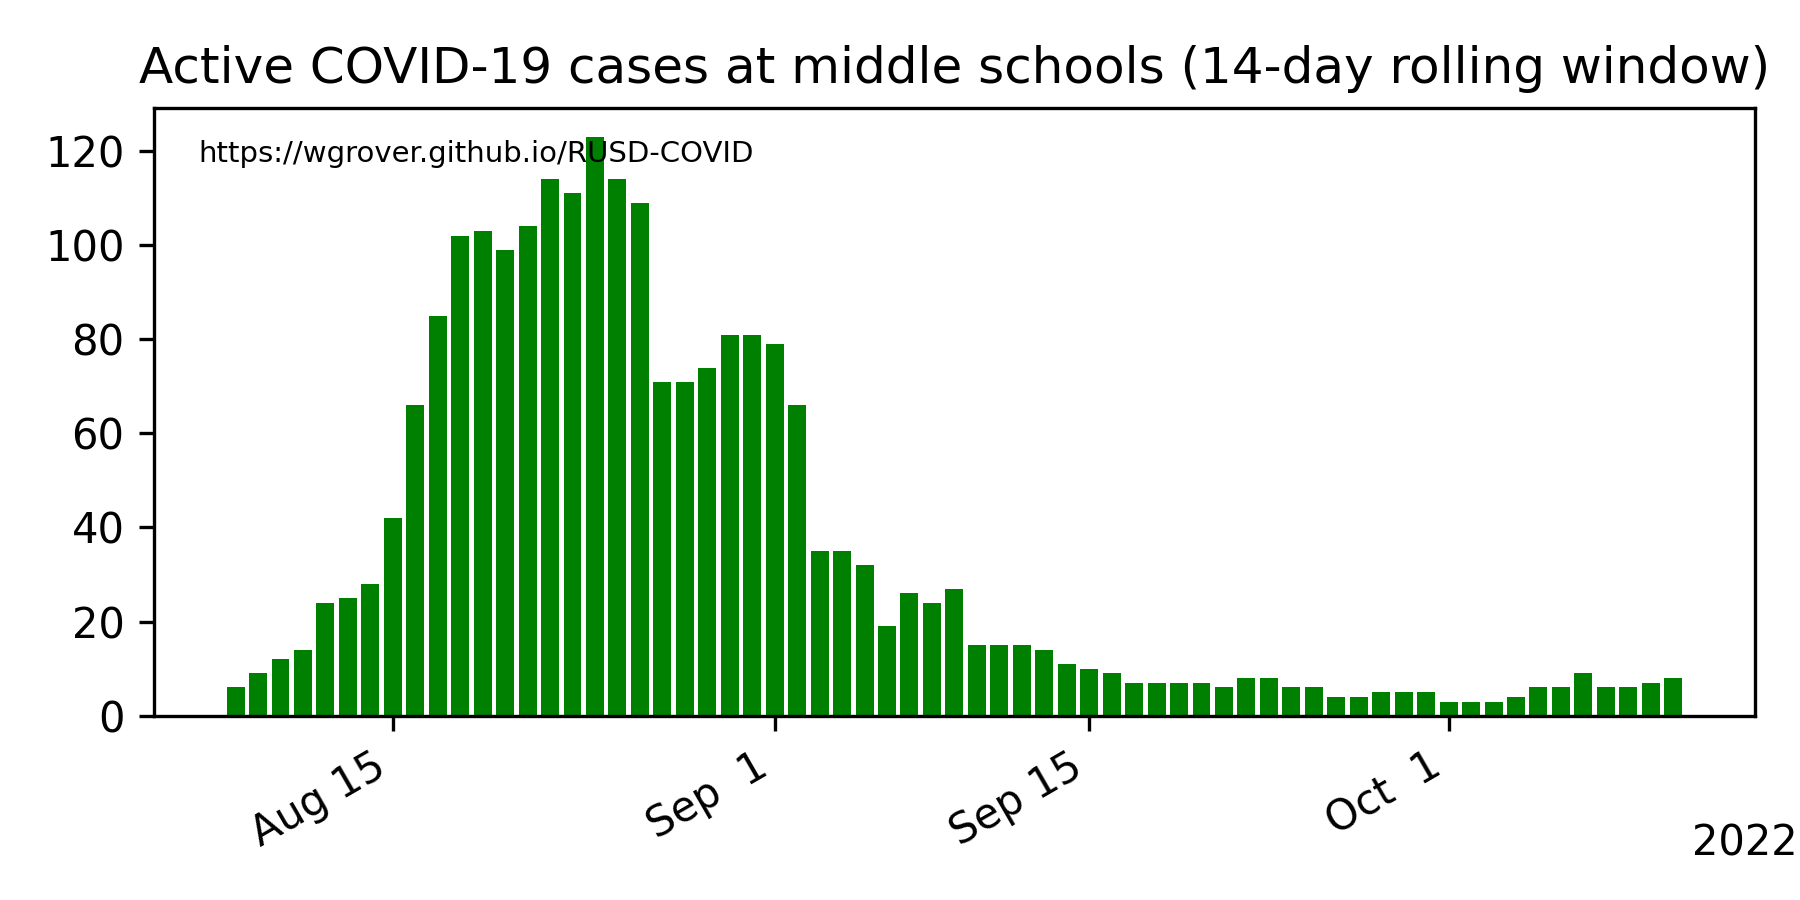 Active COVID-19 cases at middle schools (14-day rolling window)
https://wgrover.github.io/RUSD-COVID
120
100
80
60
40
20
0
Aug 15
Sep 1
Sep 15
Oct 1
2022